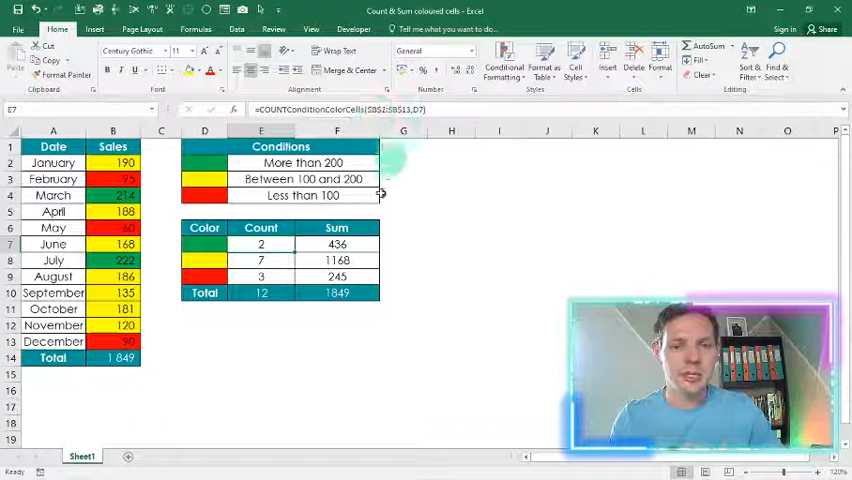 Count & Sum coloured cells - Excel
Sign in
Share
File
Home
Insert
Page Layout
Formulas
Data
Review
View
Developer
Tell me what you want to do
Paste
Cut
Copy
Format Painter
Clipboard
Century Gothic
11
B I U
Font
Wrap Text
Merge & Center
Alignment
General
%
Number
Conditional Formatting
Format as Table
Cell Styles
Styles
Insert
Delete
Format
Cells
AutoSum
Fill
Clear
Sort & Filter
Find & Select
Editing
E7
fx
=COUNTConditionColorCells($B$2:$B$13,D7)
A B C D E F G H I J K L M N O P
1 Date Sales Conditions
2 January 190 More than 200
3 February 95 Between 100 and 200
4 March 214 Less than 100
5 April 188
6 May 60 Color Count Sum
7 June 168 2 436
8 July 222 7 1168
9 August 186 3 245
10 September 135 Total 12 1849
11 October 181
12 November 120
13 December 90
14 Total 1 849
15
16
17
18
19
Sheet1
Ready
120%